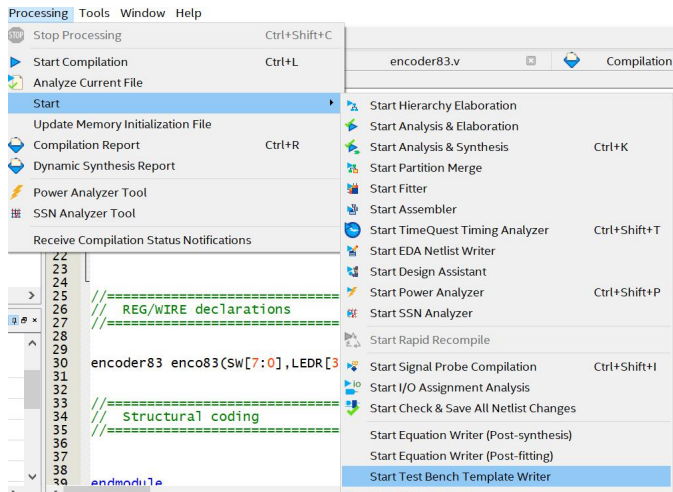 Processing Tools Window Help
STOP Stop Processing Ctrl+Shift+C
Start Compilation Ctrl+L
Analyze Current File
Start
Update Memory Initialization File
Compilation Report Ctrl+R
Dynamic Synthesis Report
Power Analyzer Tool
SSN Analyzer Tool
Receive Compilation Status Notifications
encoder83.v Compilation
Start Hierarchy Elaboration
Start Analysis & Elaboration
Start Analysis & Synthesis Ctrl+K
Start Partition Merge
Start Fitter
Start Assembler
Start TimeQuest Timing Analyzer Ctrl+Shift+T
Start EDA Netlist Writer
Start Design Assistant
Start Power Analyzer Ctrl+Shift+P
Start SSN Analyzer
Start Rapid Recompile
Start Signal Probe Compilation Ctrl+Shift+I
Start I/O Assignment Analysis
Start Check & Save All Netlist Changes
Start Equation Writer (Post-synthesis)
Start Equation Writer (Post-fitting)
Start Test Bench Template Writer
22
23
24
25 //==============================
26 // REG/WIRE declarations
27 //==============================
28
29
30 encoder83 enco83(SW[7:0],LEDR[3
31
32
33 //==============================
34 // Structural coding
35 //==============================
36
37
38
39 endmodule